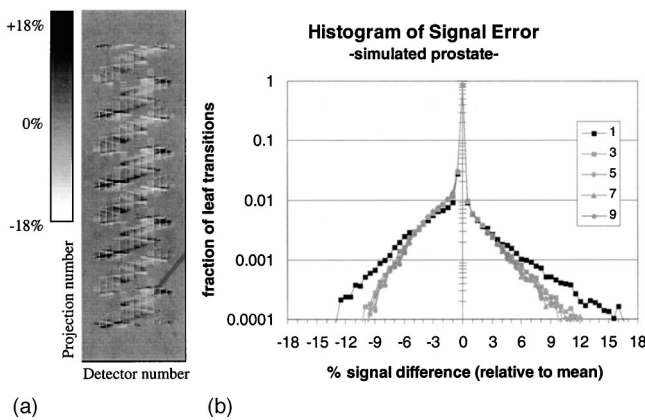 +18%
0%
-18%
Projection number
Detector number
(a)
Histogram of Signal Error
-simulated prostate-
fraction of leaf transitions
1
0.1
0.01
0.001
0.0001
1
3
5
7
9
-18 -15 -12 -9 -6 -3 0 3 6 9 12 15 18
% signal difference (relative to mean)
(b)